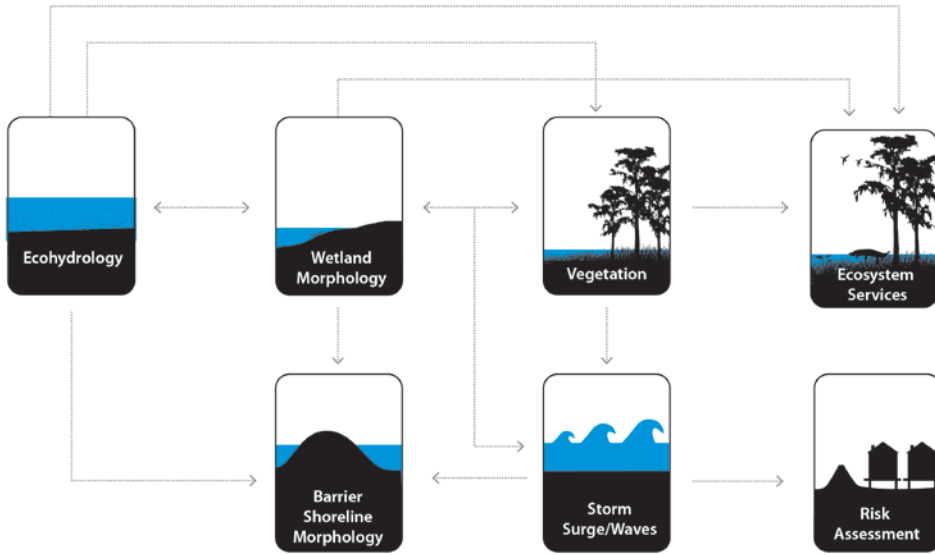 Ecohydrology
Wetland
Morphology
Vegetation
Ecosystem
Services
Barrier
Shoreline
Morphology
Storm
Surge/Waves
Risk
Assessment